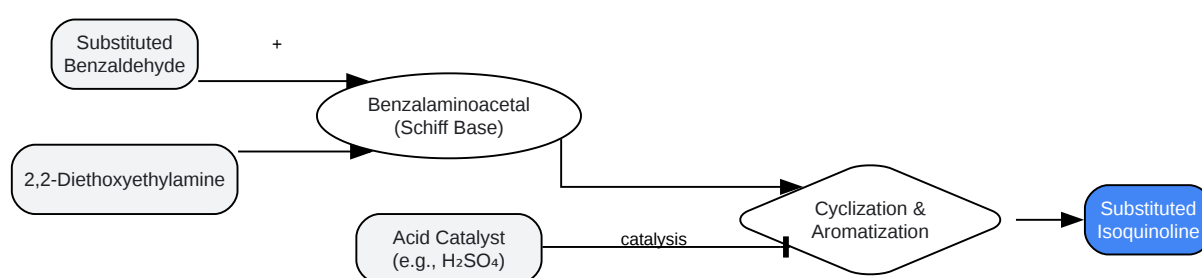 Substituted
Benzaldehyde
+
Benzalaminoacetal
(Schiff Base)
2,2-Diethoxyethylamine
Acid Catalyst
(e.g., H₂SO₄)
catalysis
Cyclization &
Aromatization
Substituted
Isoquinoline